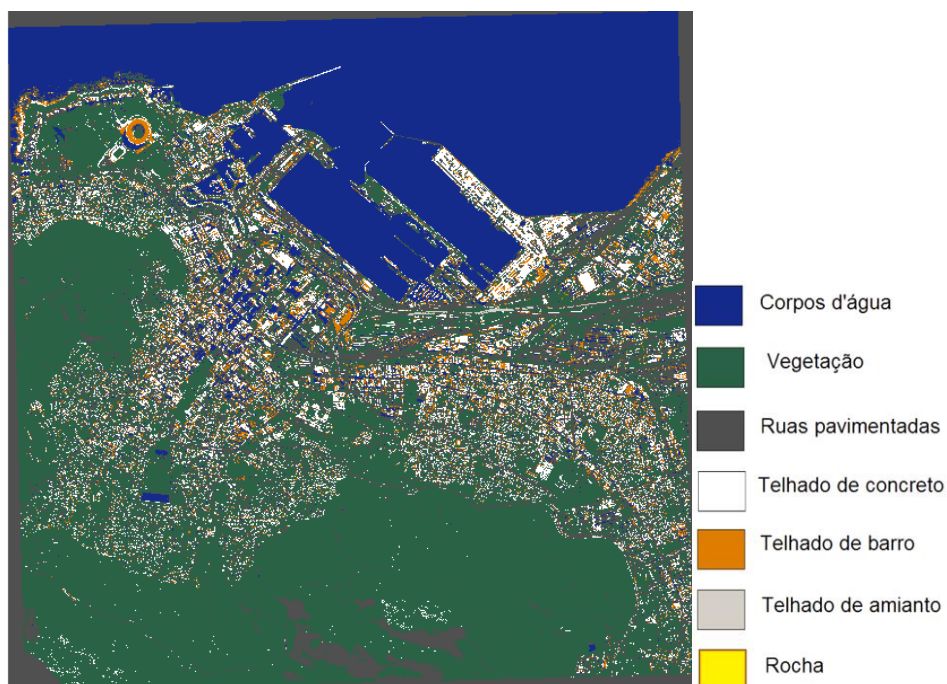 Corpos d'água
Vegetação
Ruas pavimentadas
Telhado de concreto
Telhado de barro
Telhado de amianto
Rocha